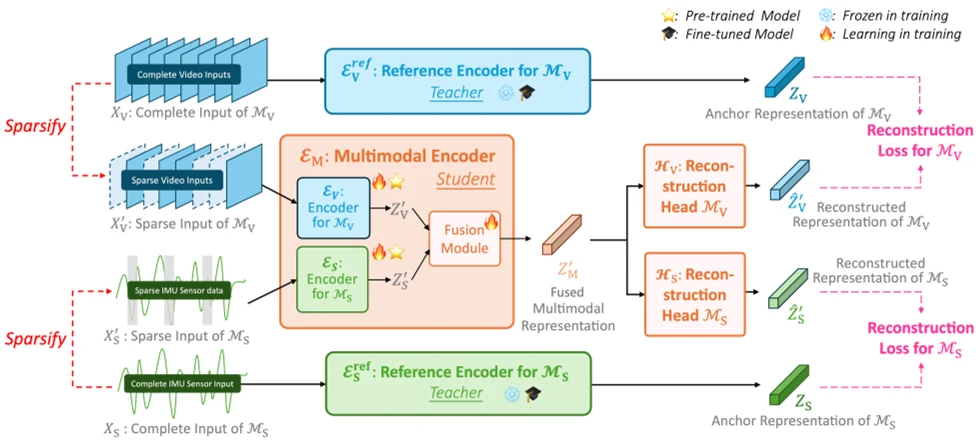 ⭐: Pre-trained Model
❄: Frozen in training
🎓: Fine-tuned Model
🔥: Learning in training
Complete Video Inputs
X_V: Complete Input of ℳ_V
ℰ_V^ref: Reference Encoder for ℳ_V
Teacher
Z_V
Anchor Representation of ℳ_V
Sparsify
Reconstruction
Loss for ℳ_V
Sparse Video Inputs
X'_V: Sparse Input of ℳ_V
ℰ_M: Multimodal Encoder
Student
ℰ_V:
Encoder
for ℳ_V
Z'_V
Fusion
Module
ℰ_S:
Encoder
for ℳ_S
Z'_S
Z'_M
Fused
Multimodal
Representation
ℋ_V: Recon-
struction
Head ℳ_V
Ẑ'_V
Reconstructed
Representation of ℳ_V
ℋ_S: Recon-
struction
Head ℳ_S
Reconstructed
Representation of ℳ_S
Ẑ'_S
Sparse IMU Sensor data
X'_S: Sparse Input of ℳ_S
Sparsify
Reconstruction
Loss for ℳ_S
Complete IMU Sensor Input
X_S: Complete Input of ℳ_S
ℰ_S^ref: Reference Encoder for ℳ_S
Teacher
Z_S
Anchor Representation of ℳ_S